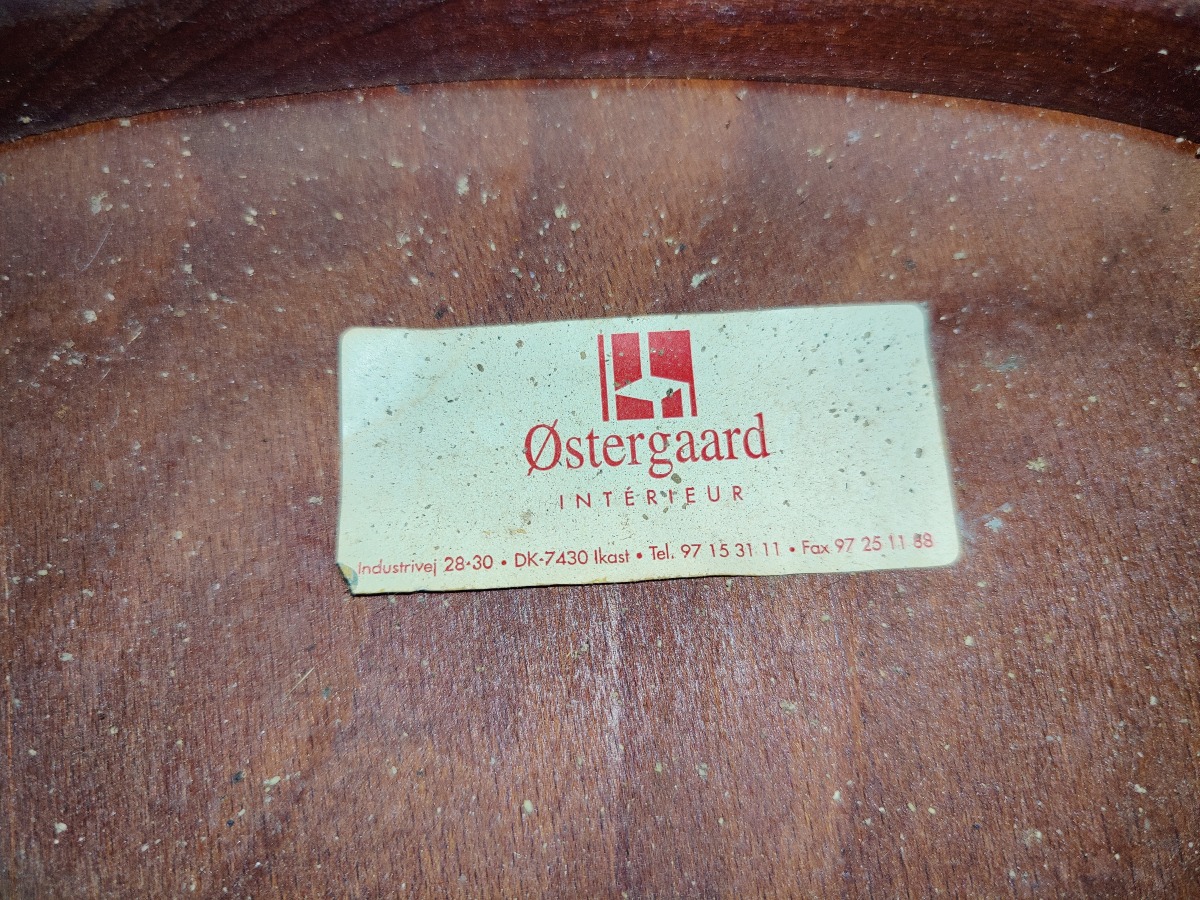 Østergaard
INTÉRIEUR
Industrivej 28-30 • DK-7430 Ikast • Tel. 97 15 31 11 • Fax 97 25 11 88